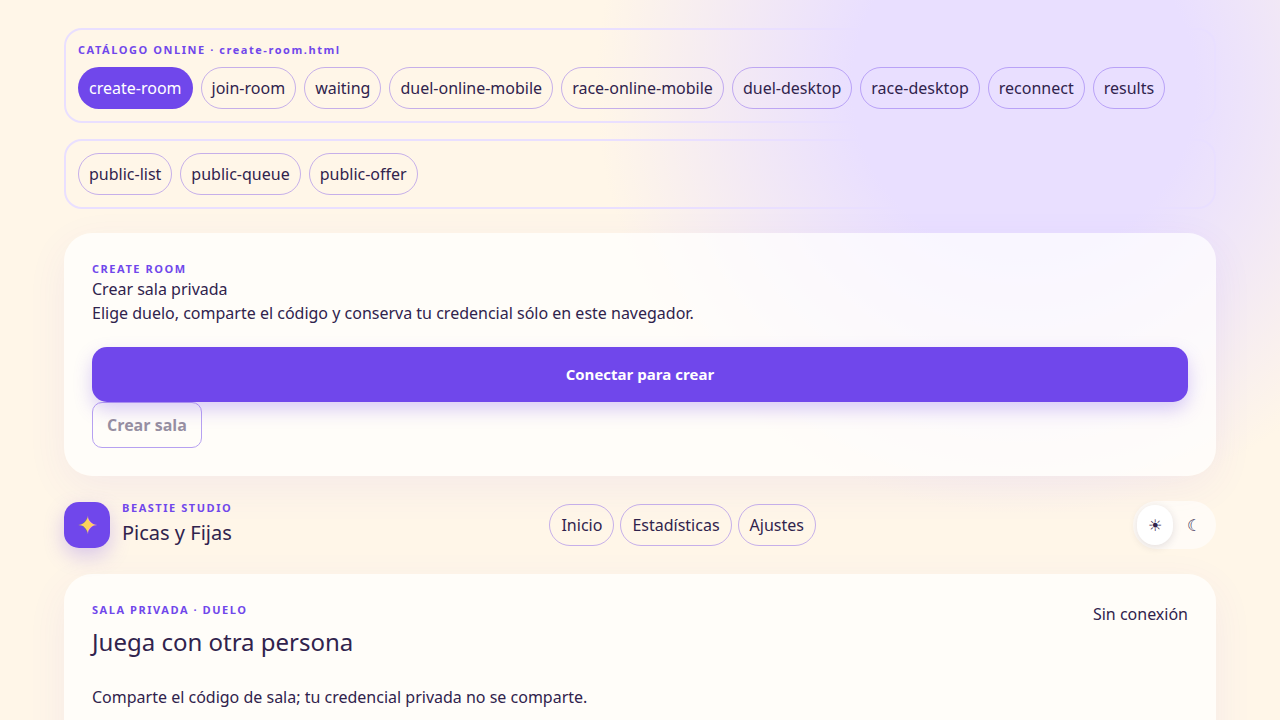 CATÁLOGO ONLINE · create-room.html
create-room join-room waiting duel-online-mobile race-online-mobile duel-desktop race-desktop reconnect results
public-list public-queue public-offer
CREATE ROOM
Crear sala privada
Elige duelo, comparte el código y conserva tu credencial sólo en este navegador.
Conectar para crear
Crear sala
BEASTIE STUDIO
Picas y Fijas
Inicio Estadísticas Ajustes
SALA PRIVADA · DUELO
Sin conexión
Juega con otra persona
Comparte el código de sala; tu credencial privada no se comparte.